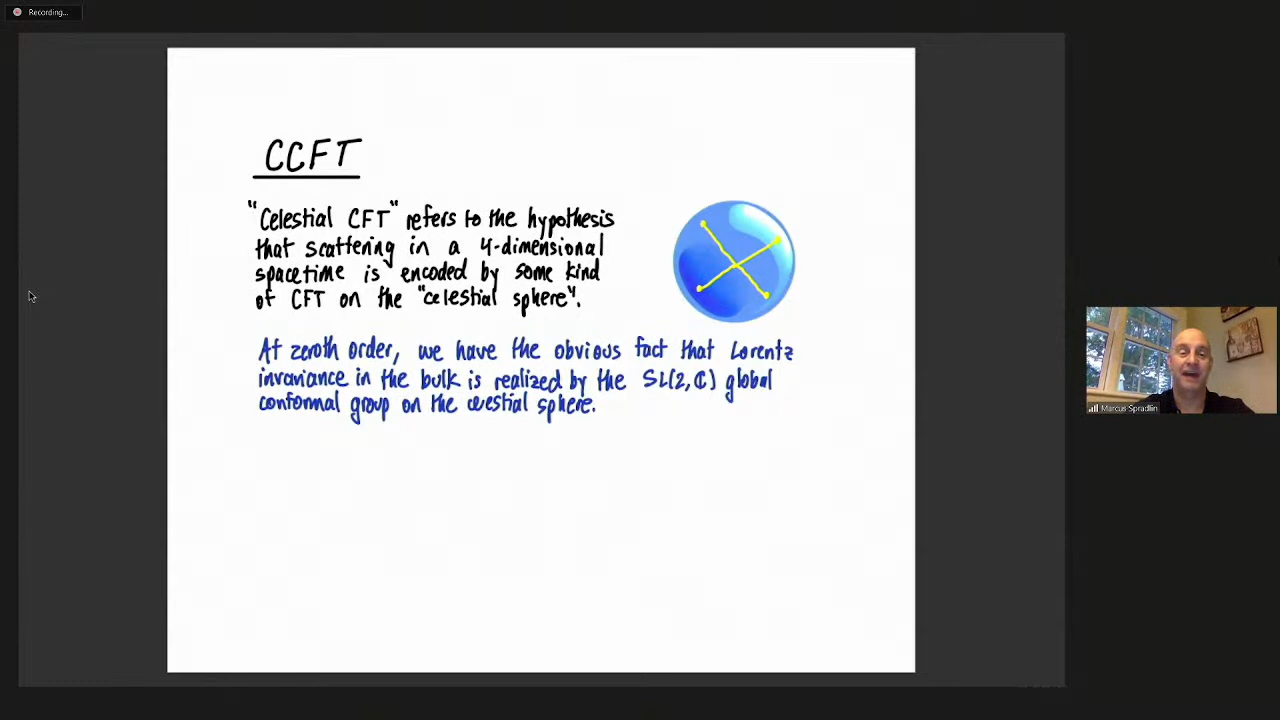 Recording...
CCFT
"Celestial CFT" refers to the hypothesis
that scattering in a 4-dimensional
spacetime is encoded by some kind
of CFT on the "celestial sphere".
At zeroth order, we have the obvious fact that Lorentz
invariance in the bulk is realized by the SL(2,ℂ) global
conformal group on the celestial sphere.
Marcus Spradlin